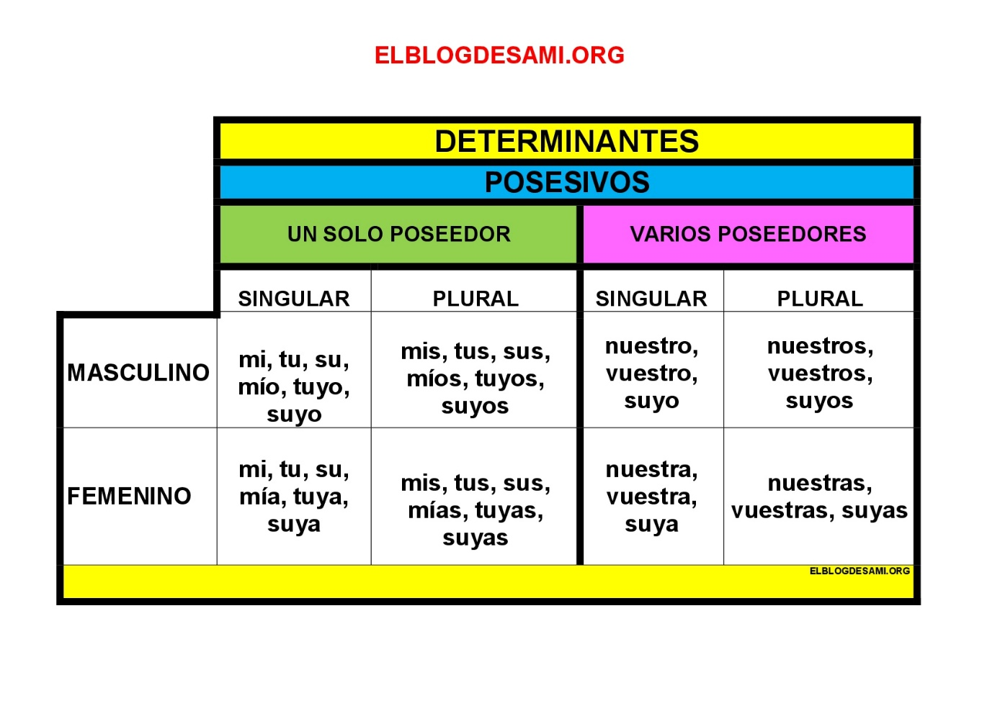 ELBLOGDESAMI.ORG
DETERMINANTES
POSESIVOS
UN SOLO POSEEDOR
VARIOS POSEEDORES
SINGULAR
PLURAL
SINGULAR
PLURAL
MASCULINO
mi, tu, su,
mío, tuyo,
suyo
mis, tus, sus,
míos, tuyos,
suyos
nuestro,
vuestro,
suyo
nuestros,
vuestros,
suyos
FEMENINO
mi, tu, su,
mía, tuya,
suya
mis, tus, sus,
mías, tuyas,
suyas
nuestra,
vuestra,
suya
nuestras,
vuestras, suyas
ELBLOGDESAMI.ORG